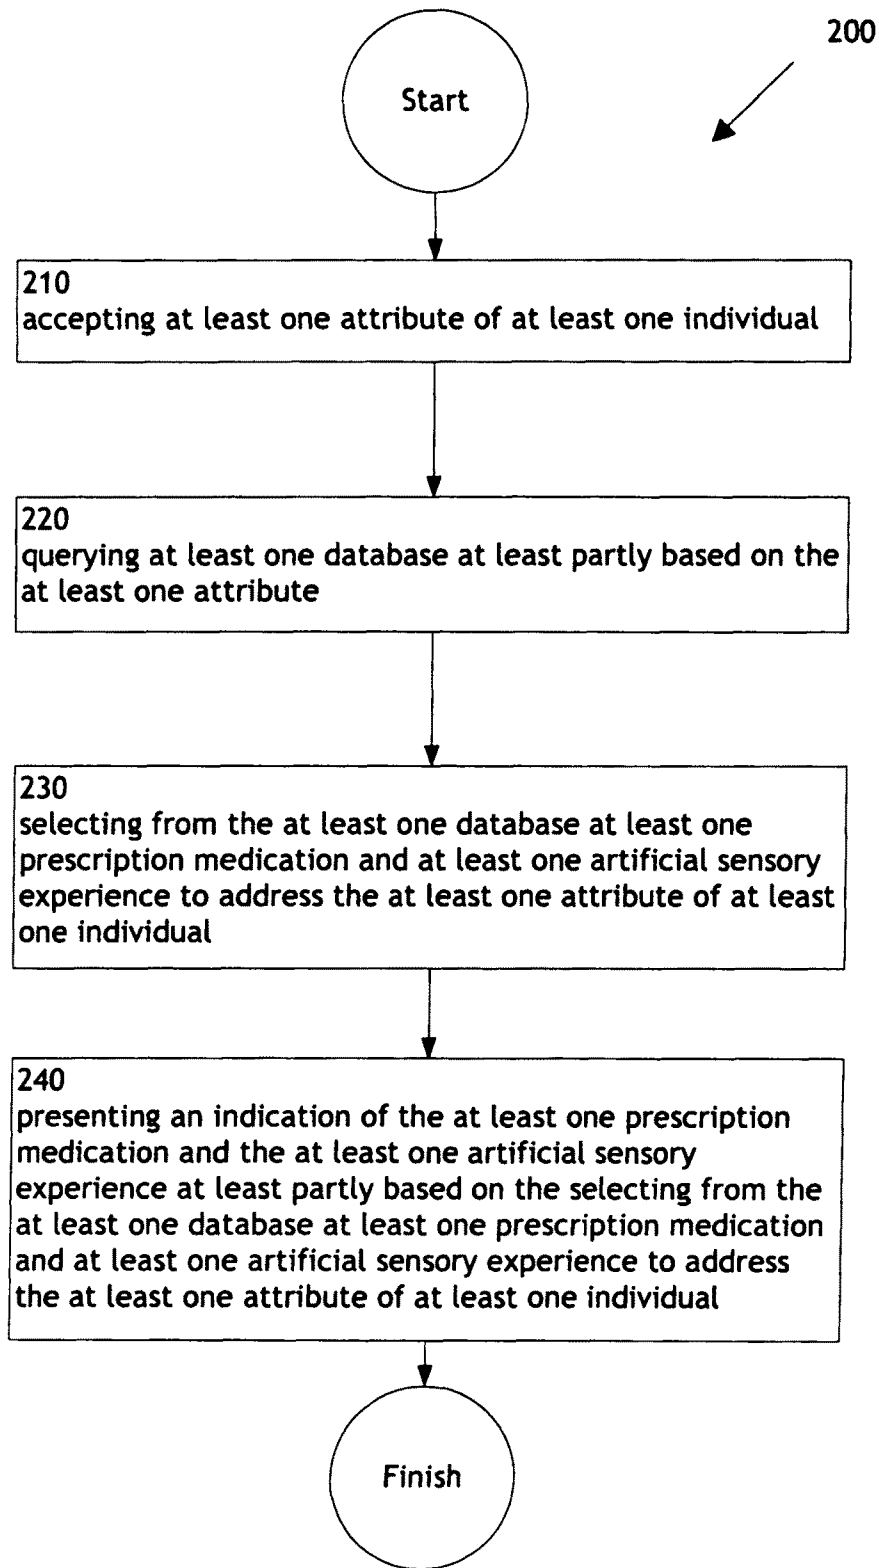 200
Start
210
accepting at least one attribute of at least one individual
220
querying at least one database at least partly based on the
at least one attribute
230
selecting from the at least one database at least one
prescription medication and at least one artificial sensory
experience to address the at least one attribute of at least
one individual
240
presenting an indication of the at least one prescription
medication and the at least one artificial sensory
experience at least partly based on the selecting from the
at least one database at least one prescription medication
and at least one artificial sensory experience to address
the at least one attribute of at least one individual
Finish